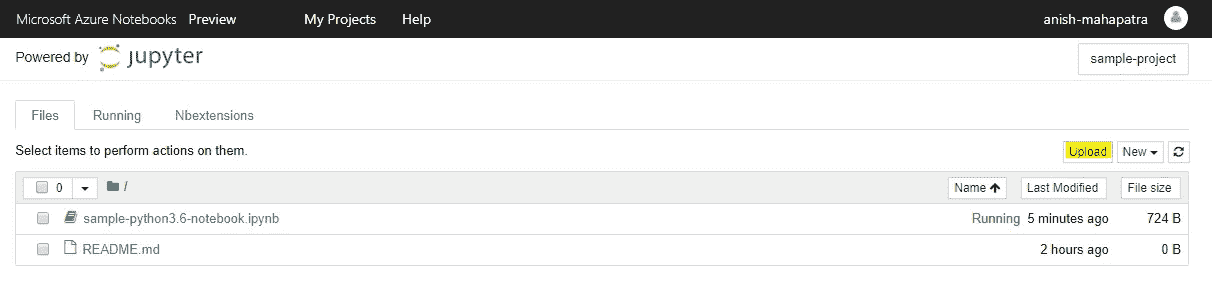 Microsoft Azure Notebooks Preview My Projects Help anish-mahapatra
Powered by jupyter sample-project
Files Running Nbextensions
Select items to perform actions on them. Upload New
0 / Name Last Modified File size
sample-python3.6-notebook.ipynb Running 5 minutes ago 724 B
README.md 2 hours ago 0 B